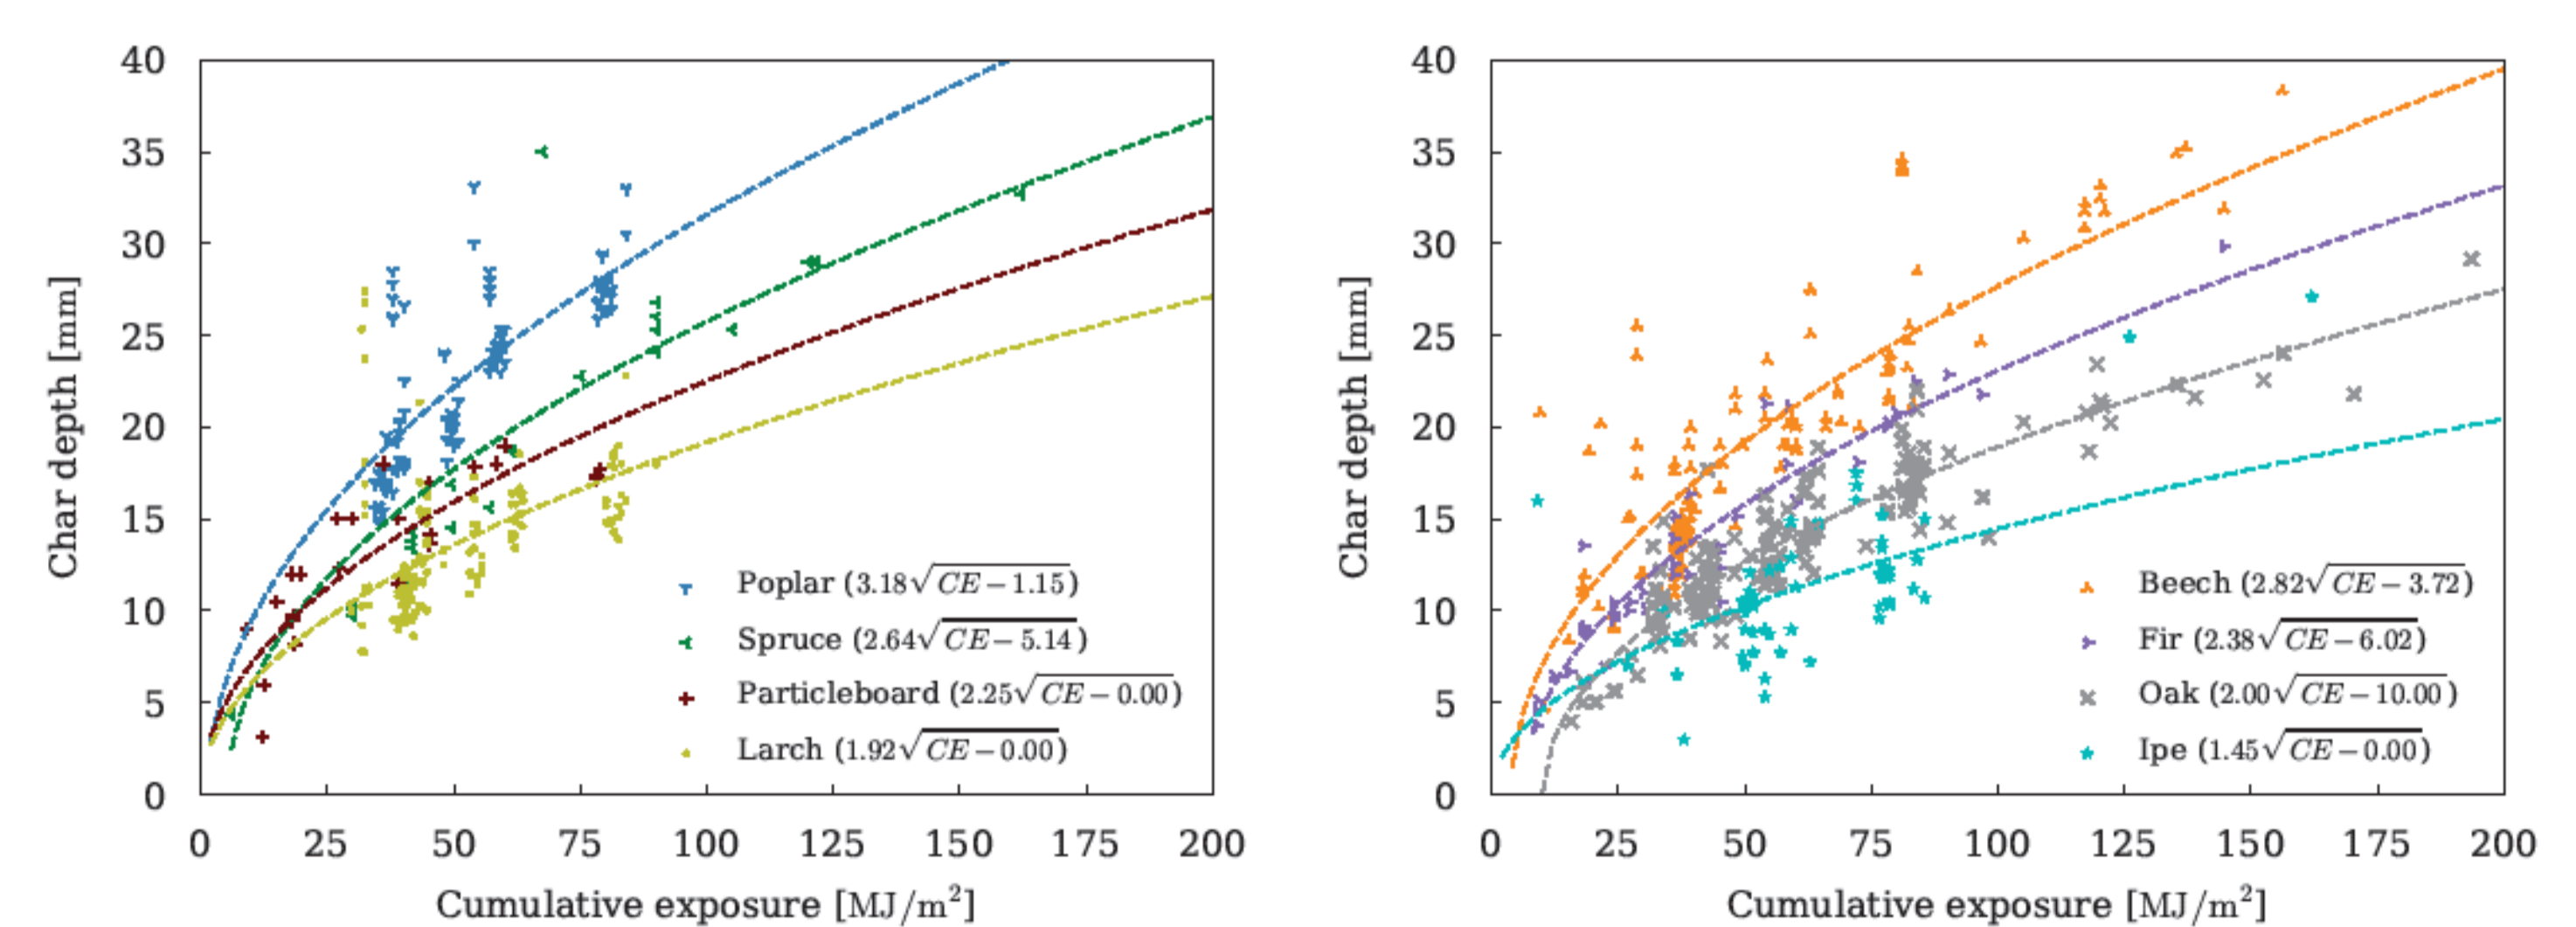 40
35
30
25
20
15
10
5
0
Char depth [mm]
Poplar (3.18√CE − 1.15)
Spruce (2.64√CE − 5.14)
Particleboard (2.25√CE − 0.00)
Larch (1.92√CE − 0.00)
0 25 50 75 100 125 150 175 200
Cumulative exposure [MJ/m²]
40
35
30
25
20
15
10
5
0
Char depth [mm]
Beech (2.82√CE − 3.72)
Fir (2.38√CE − 6.02)
Oak (2.00√CE − 10.00)
Ipe (1.45√CE − 0.00)
0 25 50 75 100 125 150 175 200
Cumulative exposure [MJ/m²]